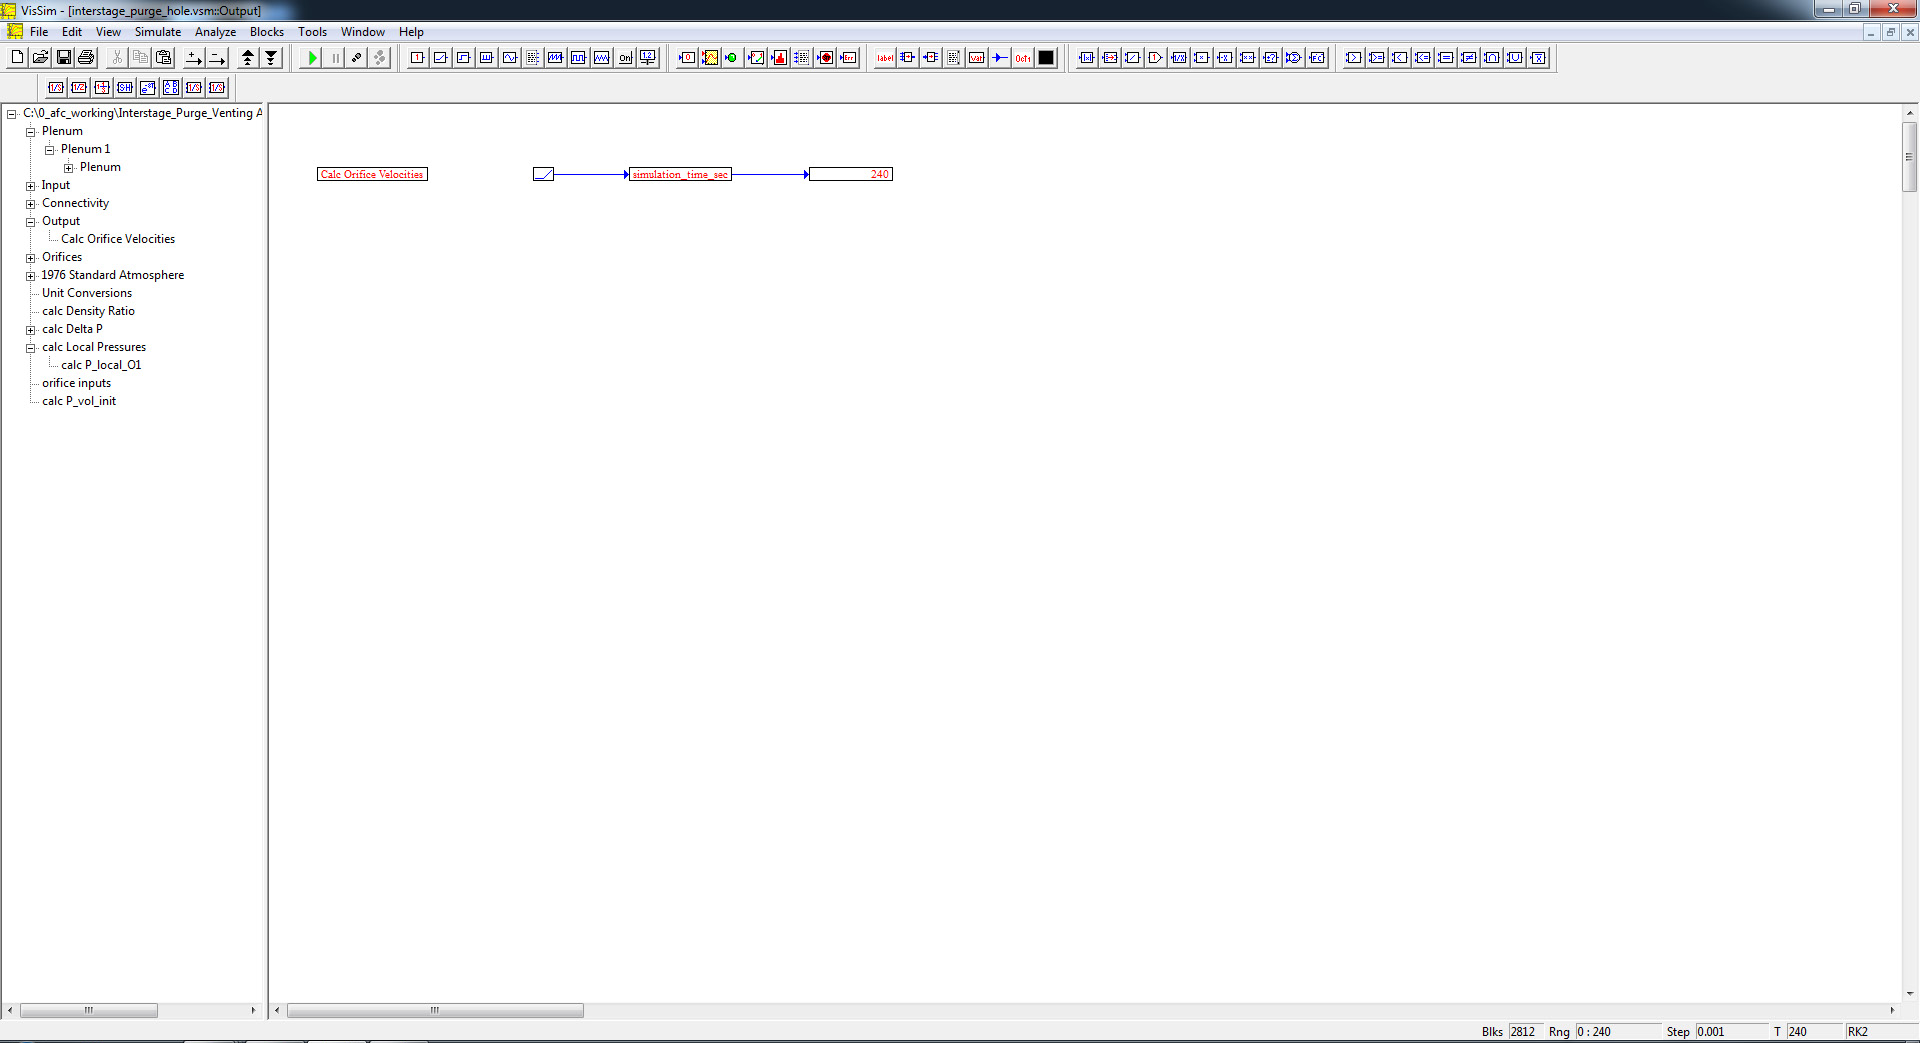 VisSim - [interstage_purge_hole.vsm::Output]
File Edit View Simulate Analyze Blocks Tools Window Help
C:\0_afc_working\Interstage_Purge_Venting A
Plenum
Plenum 1
Plenum
Input
Connectivity
Output
Calc Orifice Velocities
Orifices
1976 Standard Atmosphere
Unit Conversions
calc Density Ratio
calc Delta P
calc Local Pressures
calc P_local_O1
orifice inputs
calc P_vol_init
Calc Orifice Velocities simulation_time_sec 240
Blks 2812 Rng 0 : 240 Step 0.001 T 240 RK2